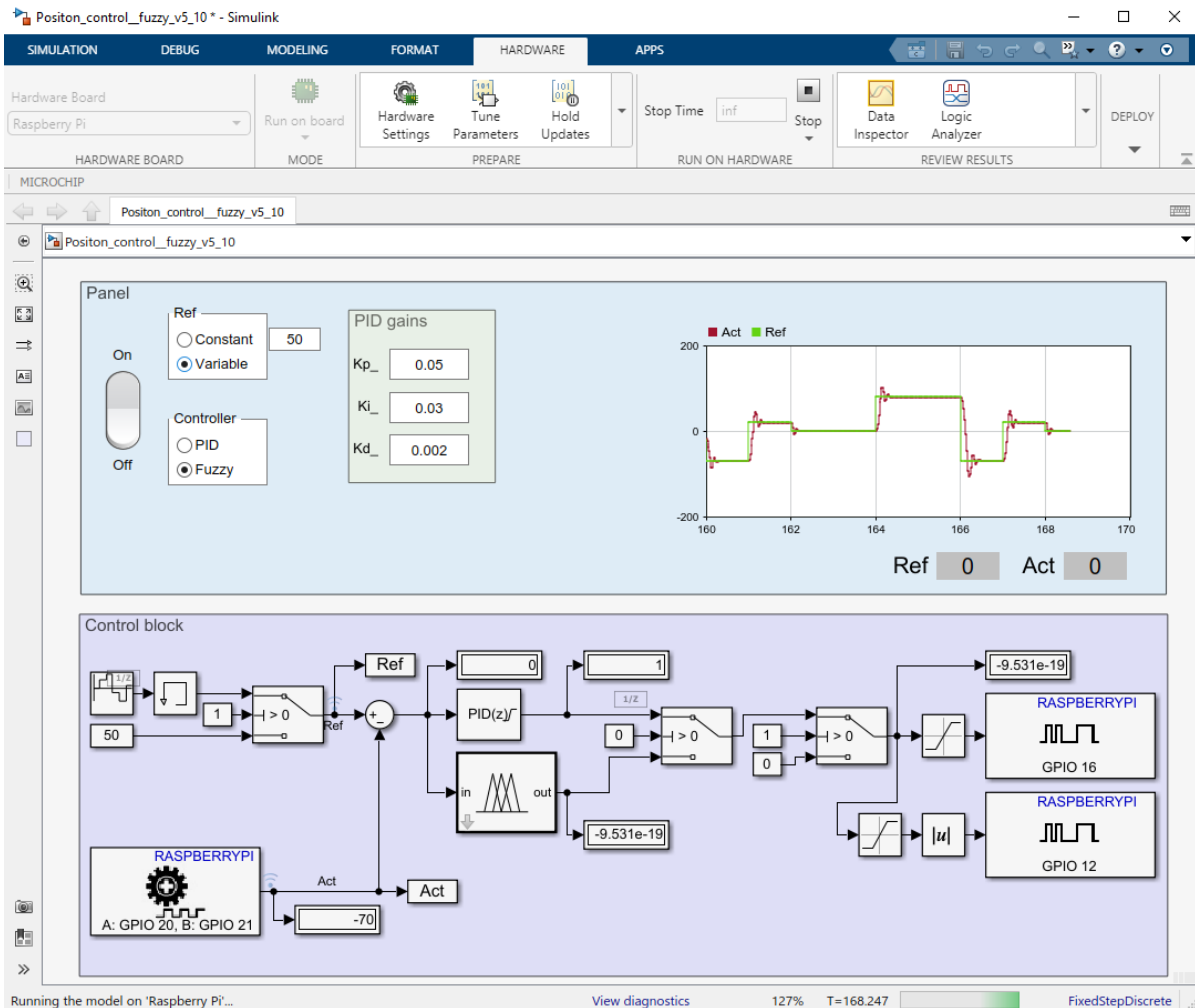 Positon_control__fuzzy_v5_10 * - Simulink
SIMULATION DEBUG MODELING FORMAT HARDWARE APPS
Hardware Board
Raspberry Pi
Run on board
Hardware Settings
Tune Parameters
Hold Updates
Stop Time inf
Stop
Data Inspector
Logic Analyzer
DEPLOY
HARDWARE BOARD MODE PREPARE RUN ON HARDWARE REVIEW RESULTS
MICROCHIP
Positon_control__fuzzy_v5_10
Positon_control__fuzzy_v5_10
Panel
On
Off
Ref
Constant 50
Variable
Controller
PID
Fuzzy
PID gains
Kp_ 0.05
Ki_ 0.03
Kd_ 0.002
Act Ref
200
0
-200
160 162 164 166 168 170
Ref 0 Act 0
Control block
1/Z
1
50
> 0
Ref
Ref
+
-
0
PID(z)
in out
-9.531e-19
1
1/Z
0
> 0
1
0
> 0
-9.531e-19
RASPBERRYPI
GPIO 16
|u|
RASPBERRYPI
GPIO 12
RASPBERRYPI
A: GPIO 20, B: GPIO 21
Act
Act
-70
Running the model on 'Raspberry Pi'... View diagnostics 127% T=168.247 FixedStepDiscrete